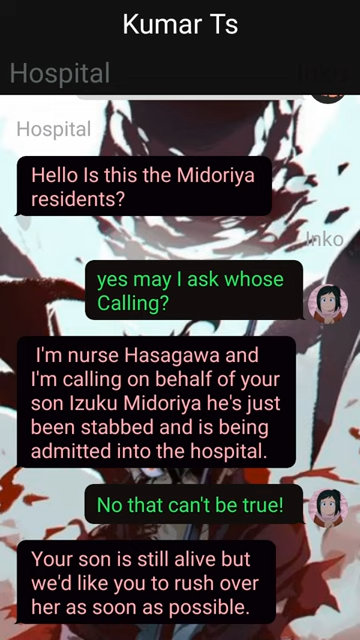 Kumar Ts
Hospital
Inko
Hospital
Hello Is this the Midoriya
residents?
Inko
yes may I ask whose
Calling?
I'm nurse Hasagawa and
I'm calling on behalf of your
son Izuku Midoriya he's just
been stabbed and is being
admitted into the hospital.
No that can't be true!
Your son is still alive but
we'd like you to rush over
her as soon as possible.